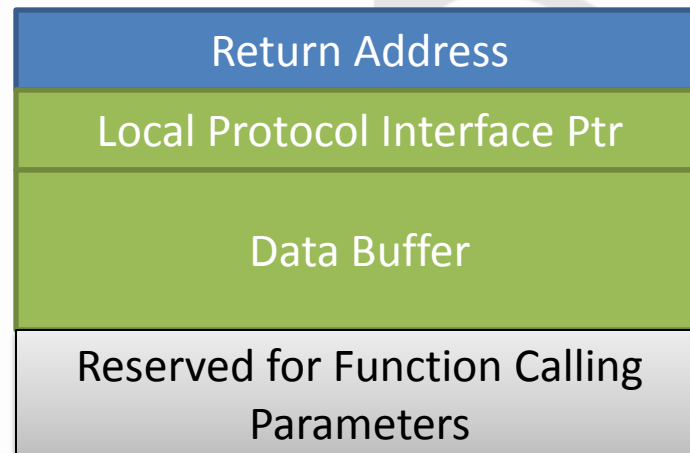 Return Address
Local Protocol Interface Ptr
Data Buffer
Reserved for Function Calling
Parameters